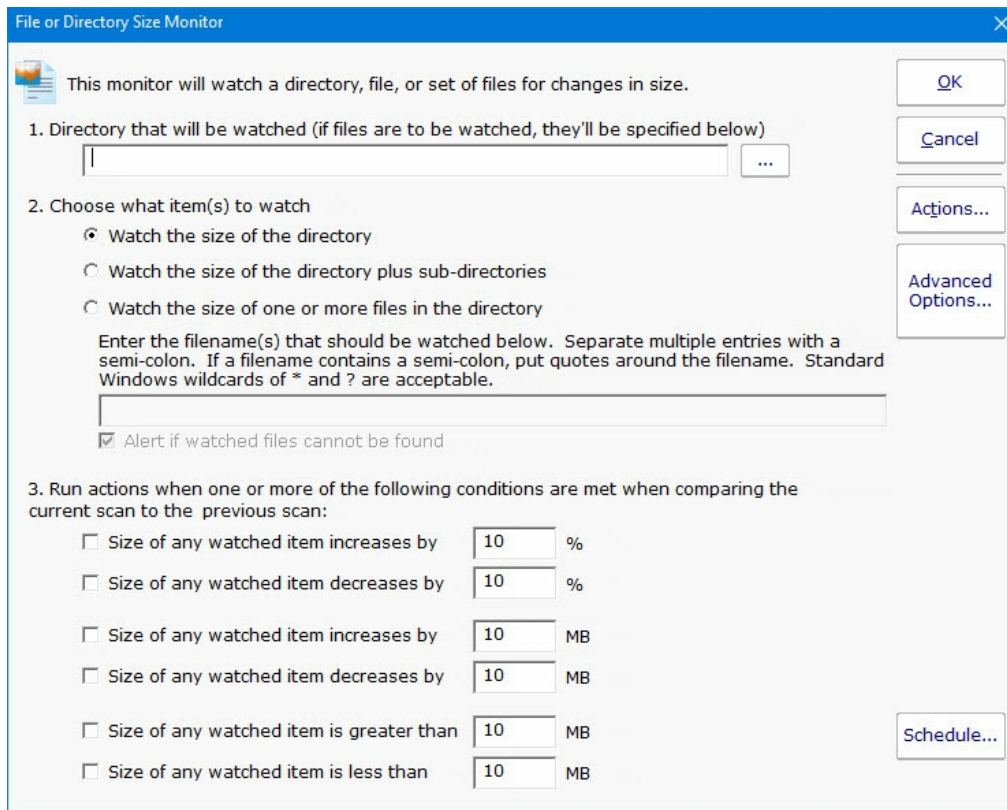 File or Directory Size Monitor
This monitor will watch a directory, file, or set of files for changes in size.
OK
1. Directory that will be watched (if files are to be watched, they'll be specified below)
...
Cancel
2. Choose what item(s) to watch
Actions...
Watch the size of the directory
Watch the size of the directory plus sub-directories
Advanced
Options...
Watch the size of one or more files in the directory
Enter the filename(s) that should be watched below. Separate multiple entries with a
semi-colon. If a filename contains a semi-colon, put quotes around the filename. Standard
Windows wildcards of * and ? are acceptable.
Alert if watched files cannot be found
3. Run actions when one or more of the following conditions are met when comparing the
current scan to the previous scan:
Size of any watched item increases by 10 %
Size of any watched item decreases by 10 %
Size of any watched item increases by 10 MB
Size of any watched item decreases by 10 MB
Size of any watched item is greater than 10 MB
Schedule...
Size of any watched item is less than 10 MB